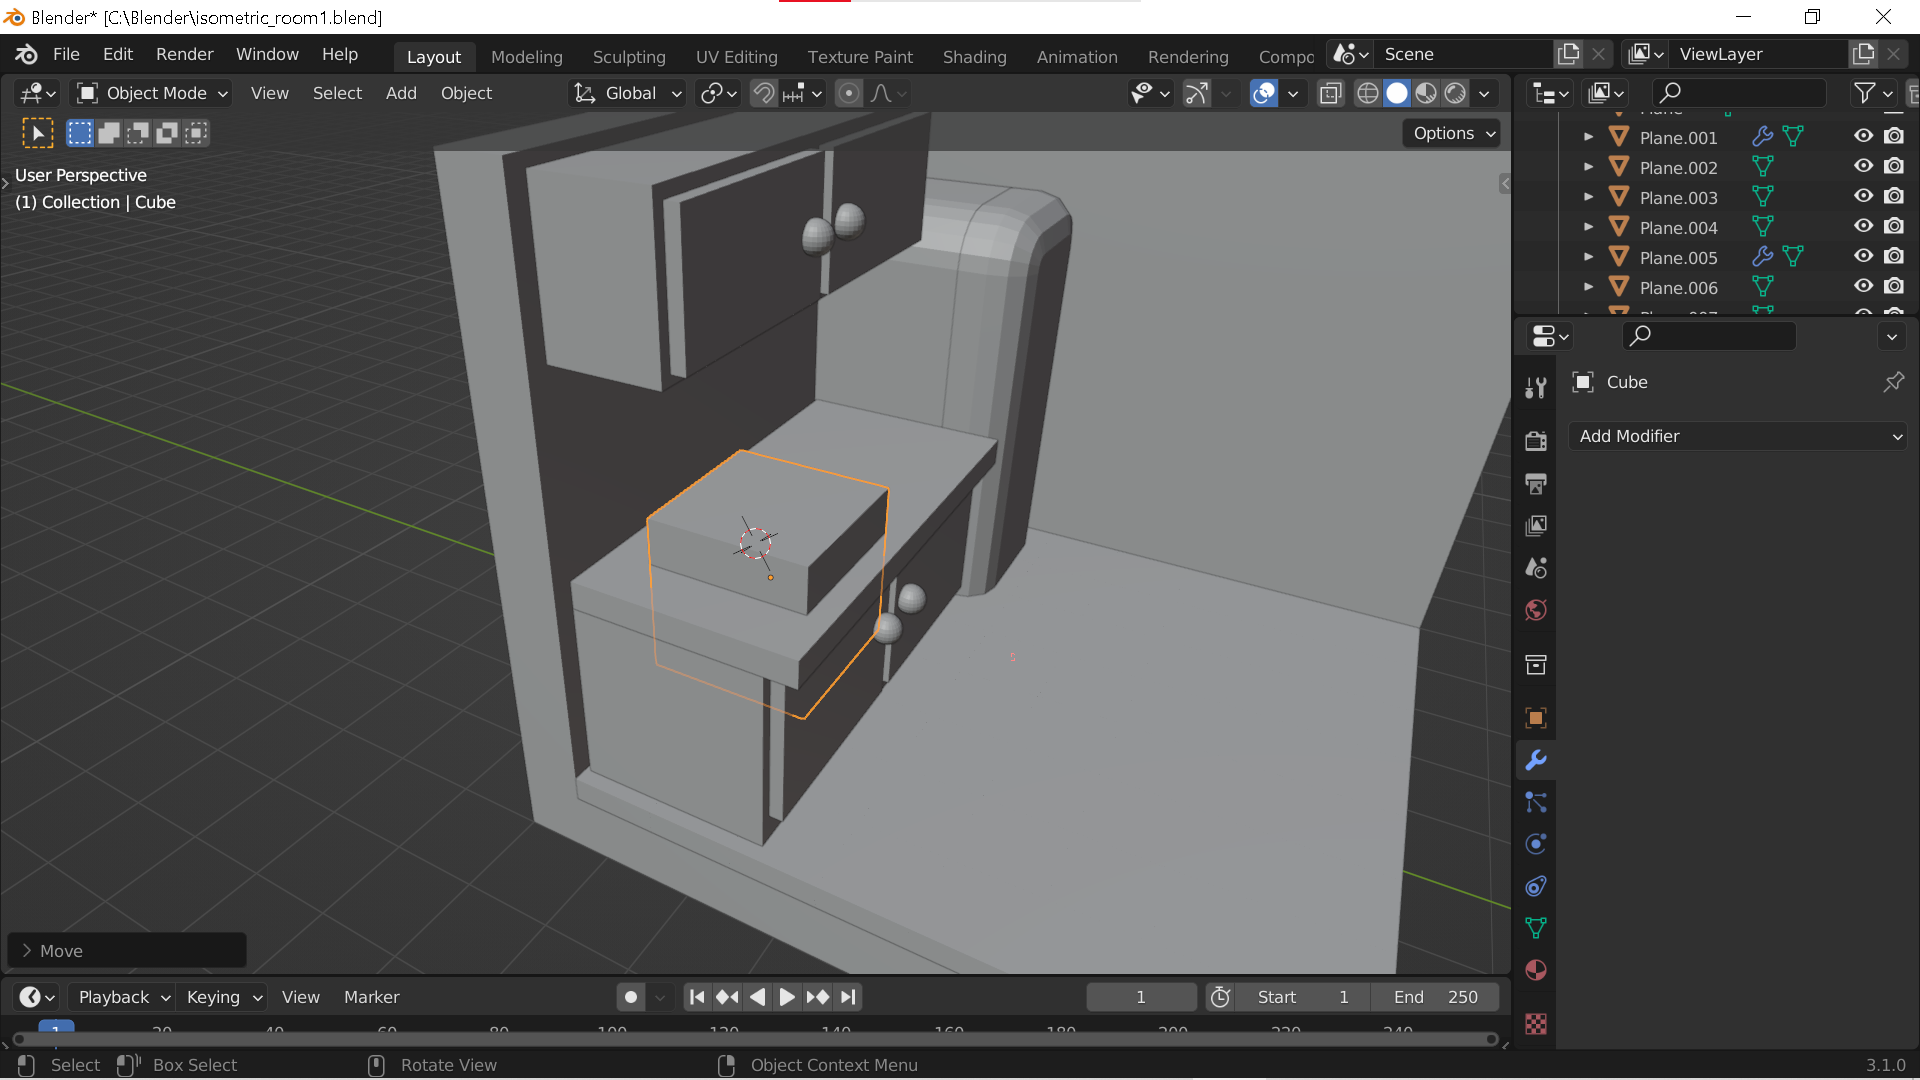 Blender* [C:\Blender\isometric_room1.blend]
File Edit Render Window Help
Layout Modeling Sculpting UV Editing Texture Paint Shading Animation Rendering Compo
Scene
ViewLayer
Object Mode View Select Add Object
Global
Options
User Perspective
(1) Collection | Cube
Plane.001
Plane.002
Plane.003
Plane.004
Plane.005
Plane.006
Cube
Add Modifier
Move
Playback Keying View Marker
1
Start 1
End 250
1 20 40 60 80 100 120 140 160 180 200 220 240
Select Box Select Rotate View Object Context Menu
3.1.0